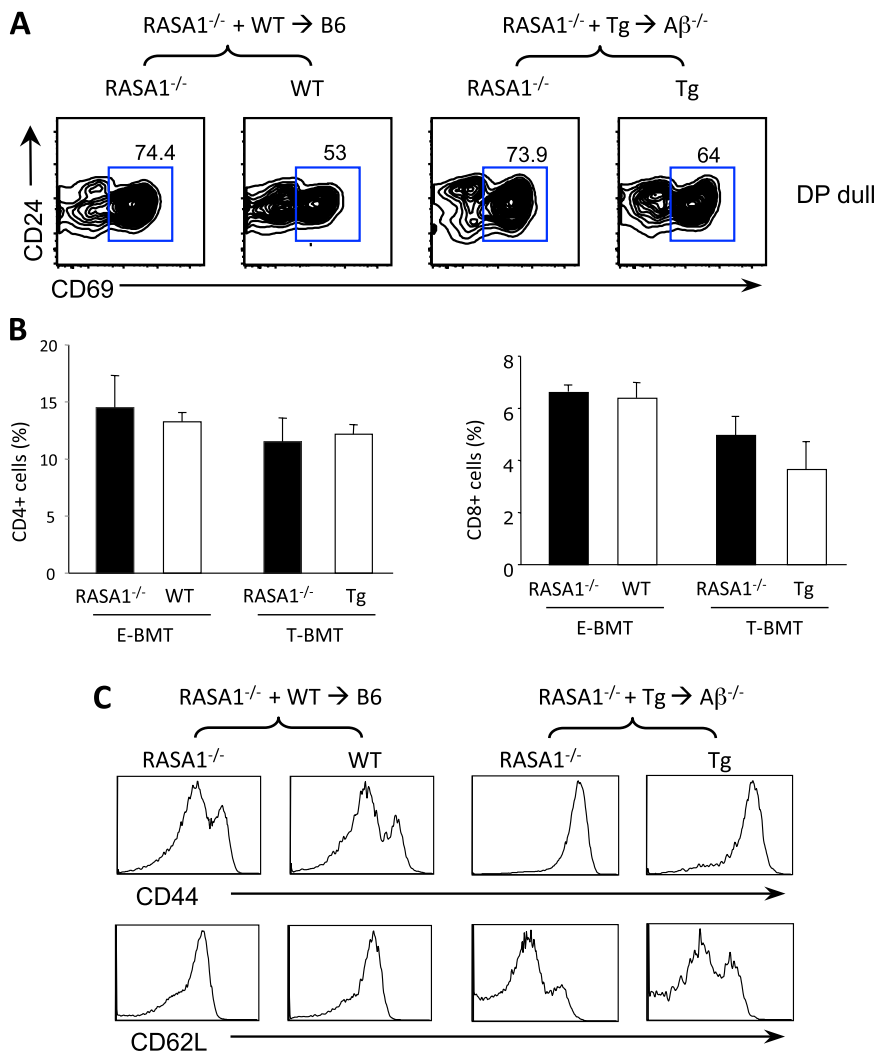 A
RASA1⁻/⁻ + WT → B6
RASA1⁻/⁻ + Tg → Aβ⁻/⁻
RASA1⁻/⁻
WT
RASA1⁻/⁻
Tg
74.4
53
73.9
64
DP dull
CD24
CD69
B
20
15
10
5
0
CD4+ cells (%)
RASA1⁻/⁻
WT
RASA1⁻/⁻
Tg
E-BMT
T-BMT
8
6
4
2
0
CD8+ cells (%)
RASA1⁻/⁻
WT
RASA1⁻/⁻
Tg
E-BMT
T-BMT
C
RASA1⁻/⁻ + WT → B6
RASA1⁻/⁻ + Tg → Aβ⁻/⁻
RASA1⁻/⁻
WT
RASA1⁻/⁻
Tg
CD44
CD62L